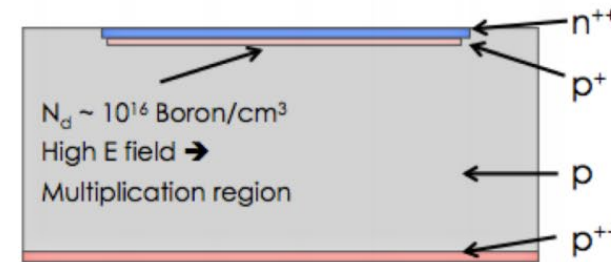 n⁺⁺
p⁺
N_d ~ 10¹⁶ Boron/cm³
High E field ➔
Multiplication region
p
p⁺⁺